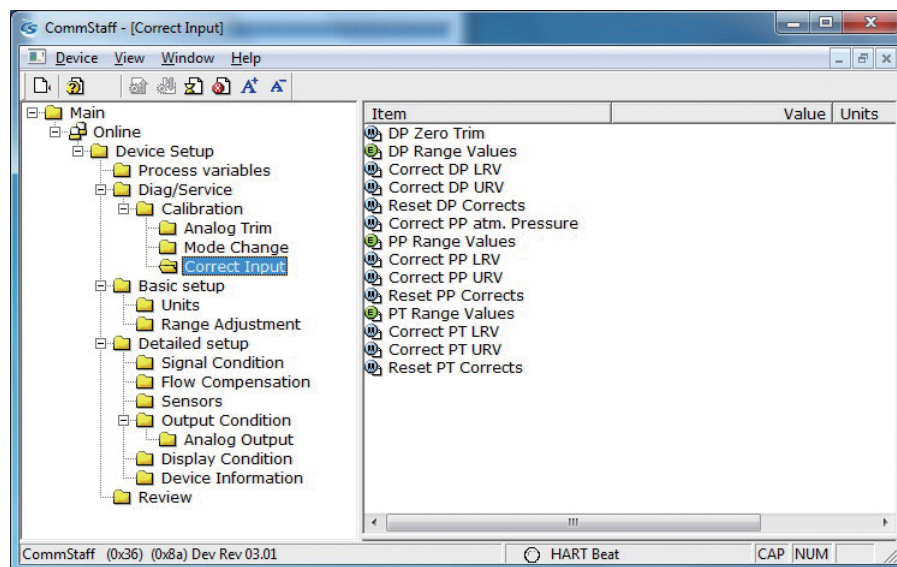 CommStaff - [Correct Input]
Device View Window Help
Main
Online
Device Setup
Process variables
Diag/Service
Calibration
Analog Trim
Mode Change
Correct Input
Basic setup
Units
Range Adjustment
Detailed setup
Signal Condition
Flow Compensation
Sensors
Output Condition
Analog Output
Display Condition
Device Information
Review
Item Value Units
DP Zero Trim
DP Range Values
Correct DP LRV
Correct DP URV
Reset DP Corrects
Correct PP atm. Pressure
PP Range Values
Correct PP LRV
Correct PP URV
Reset PP Corrects
PT Range Values
Correct PT LRV
Correct PT URV
Reset PT Corrects
CommStaff (0x36) (0x8a) Dev Rev 03.01 HART Beat CAP NUM